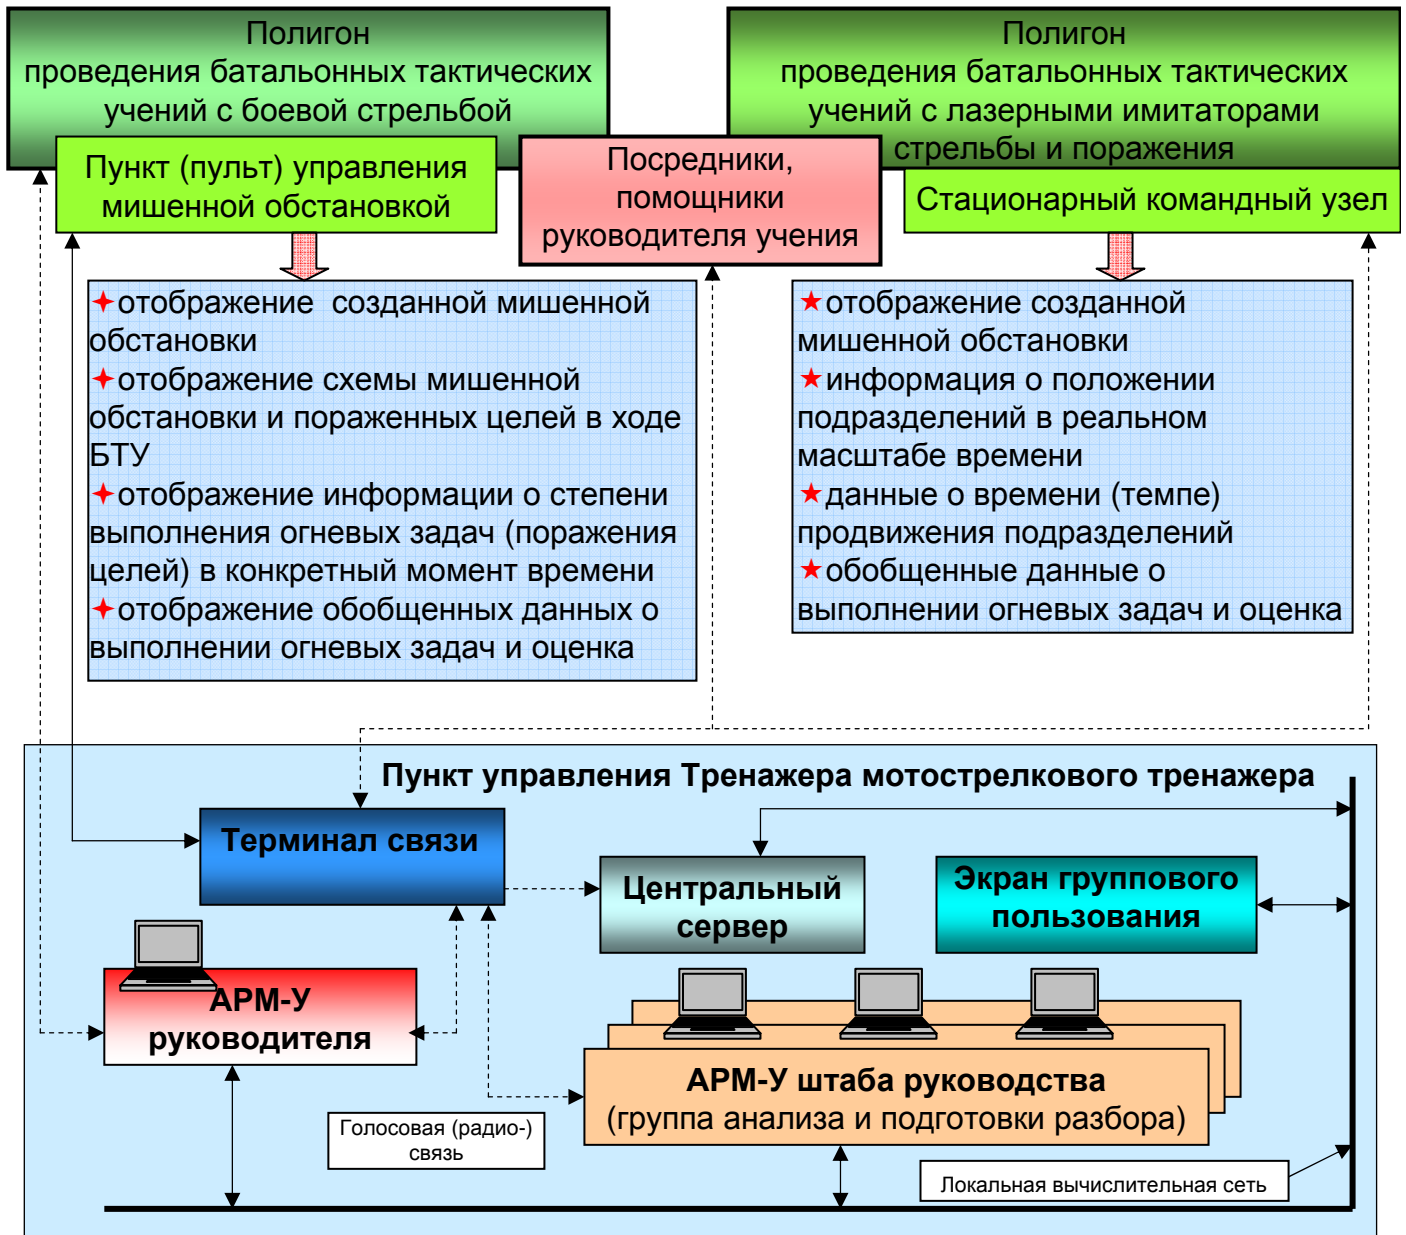 Полигон
проведения батальонных тактических
учений с боевой стрельбой
Пункт (пульт) управления
мишенной обстановкой
Посредники,
помощники
руководителя учения
Полигон
проведения батальонных тактических
учений с лазерными имитаторами
стрельбы и поражения
Стационарный командный узел
отображение созданной мишенной
обстановки
отображение схемы мишенной
обстановки и пораженных целей в ходе
БТУ
отображение информации о степени
выполнения огневых задач (поражения
целей) в конкретный момент времени
отображение обобщенных данных о
выполнении огневых задач и оценка
отображение созданной
мишенной обстановки
информация о положении
подразделений в реальном
масштабе времени
данные о времени (темпе)
продвижения подразделений
обобщенные данные о
выполнении огневых задач и оценка
Пункт управления Тренажера мотострелкового тренажера
Терминал связи
Центральный
сервер
Экран группового
пользования
АРМ-У
руководителя
АРМ-У штаба руководства
(группа анализа и подготовки разбора)
Голосовая (радио-)
связь
Локальная вычислительная сеть